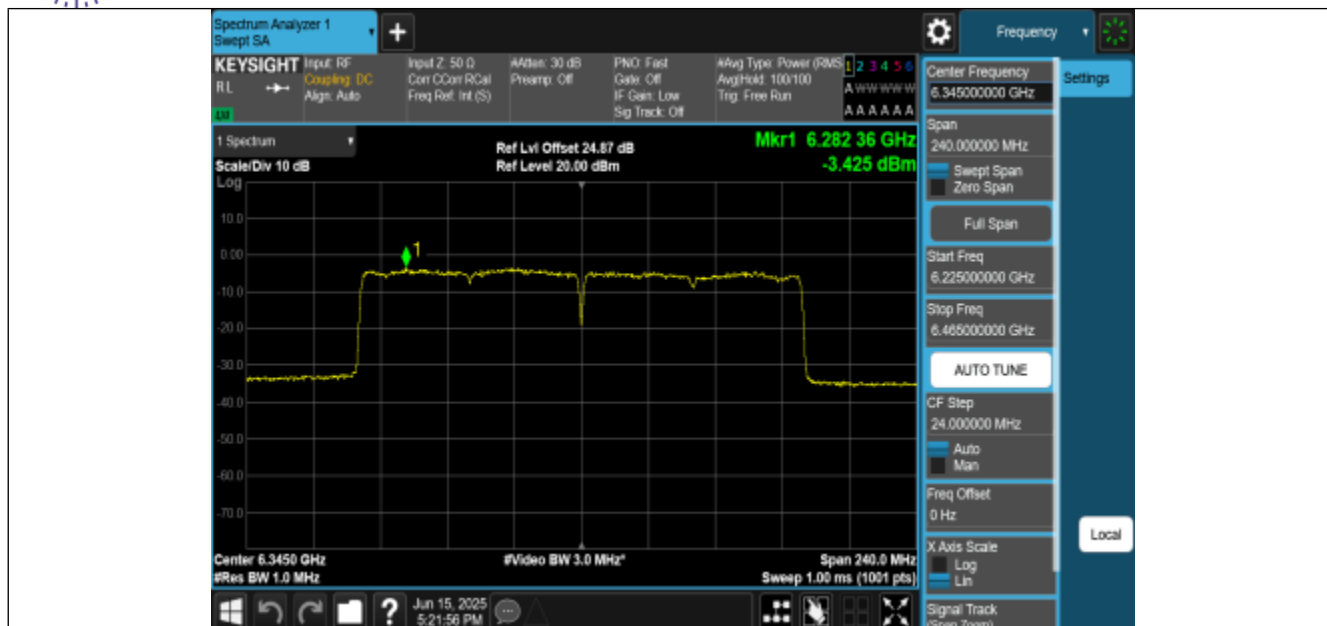 Spectrum Analyzer 1
Swept SA
+
Frequency
KEYSIGHT
RL
Input: RF
Coupling: DC
Align: Auto
Input Z: 50 Ω
Corr CCorr RCal
Freq Ref: Int (S)
#Atten: 30 dB
Preamp: Off
PNO: Fast
Gate: Off
IF Gain: Low
Sig Track: Off
#Avg Type: Power (RMS
Avg|Hold: 100/100
Trig: Free Run
1 2 3 4 5 6
A W W W W W
A A A A A A
1 Spectrum
Scale/Div 10 dB
Log
Ref Lvl Offset 24.87 dB
Ref Level 20.00 dBm
Mkr1 6.282 36 GHz
-3.425 dBm
10.0
0.00
-10.0
-20.0
-30.0
-40.0
-50.0
-60.0
-70.0
1
Center 6.3450 GHz
#Res BW 1.0 MHz
#Video BW 3.0 MHz*
Span 240.0 MHz
Sweep 1.00 ms (1001 pts)
Center Frequency
6.345000000 GHz
Span
240.000000 MHz
Swept Span
Zero Span
Full Span
Start Freq
6.225000000 GHz
Stop Freq
6.465000000 GHz
AUTO TUNE
CF Step
24.000000 MHz
Auto
Man
Freq Offset
0 Hz
X Axis Scale
Log
Lin
Signal Track
(Span Zoom)
Settings
Local
?
Jun 15, 2025
5:21:56 PM